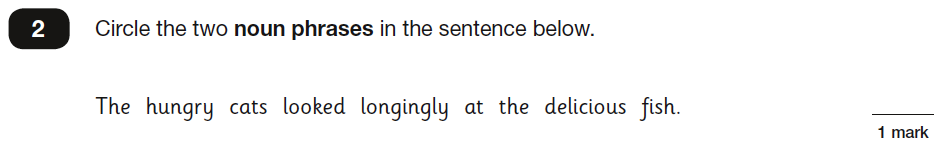 2 Circle the two noun phrases in the sentence below.
The hungry cats looked longingly at the delicious fish.
1 mark